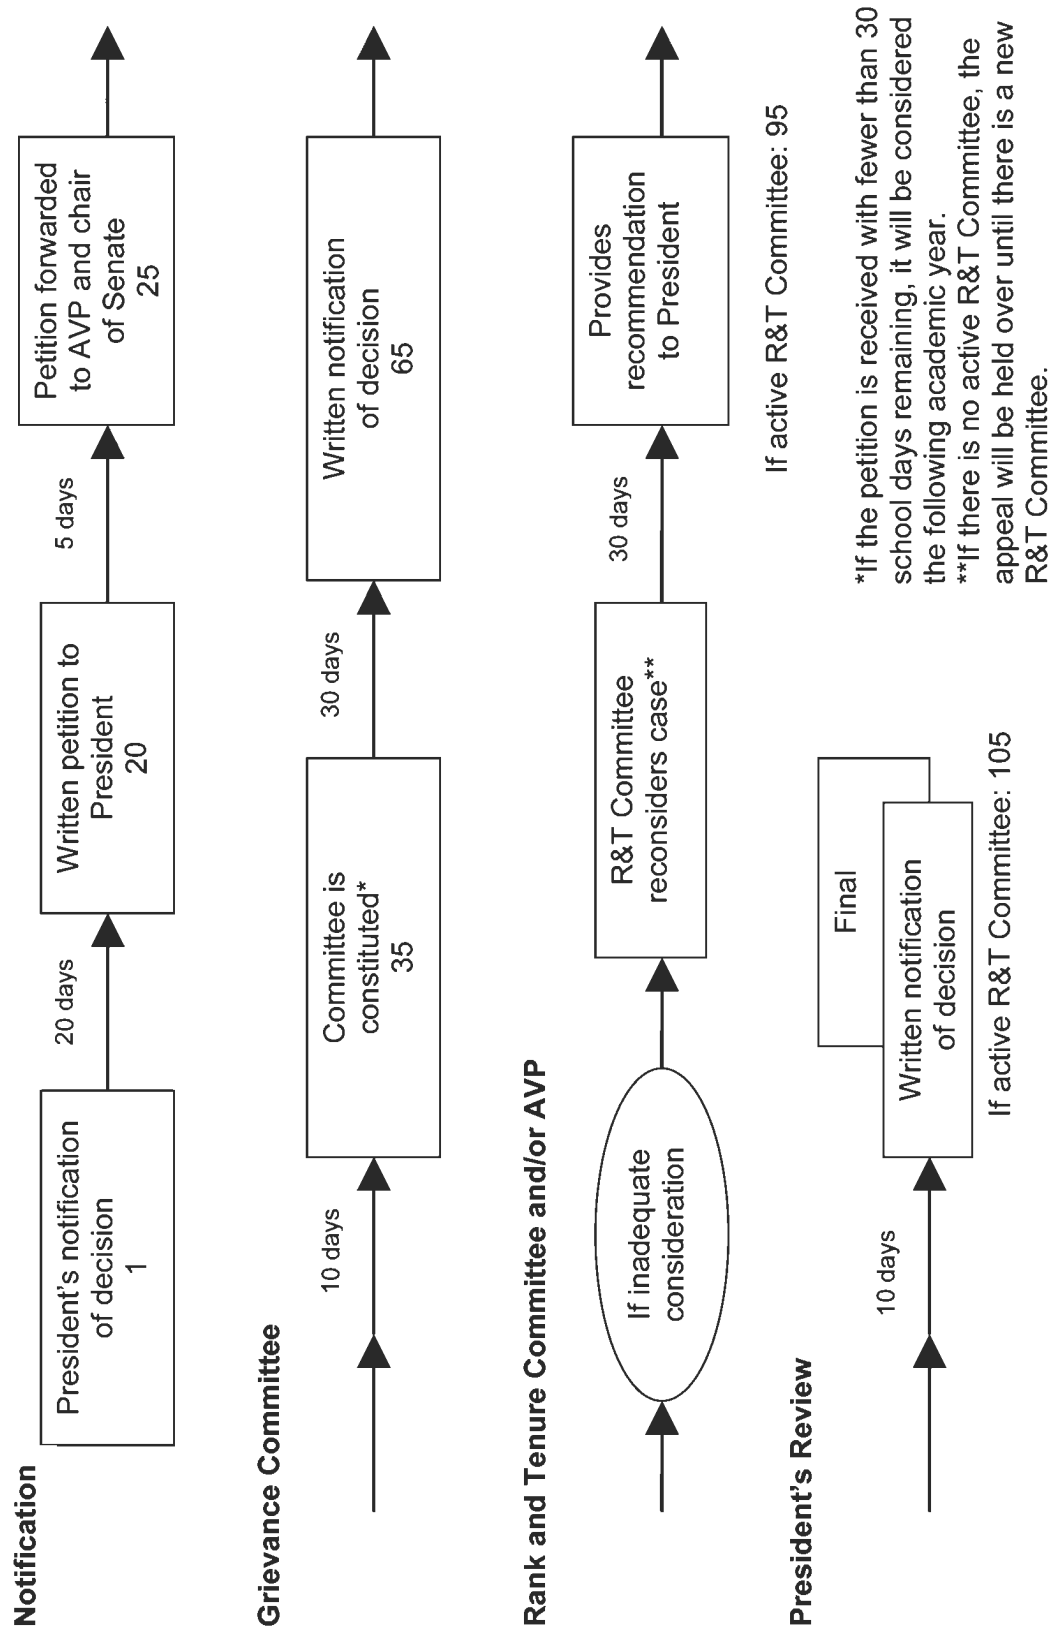 Notification
President's notification
of decision
1
20 days
Written petition to
President
20
5 days
Petition forwarded
to AVP and chair
of Senate
25
Grievance Committee
10 days
Committee is
constituted*
35
30 days
Written notification
of decision
65
Rank and Tenure Committee and/or AVP
If inadequate
consideration
R&T Committee
reconsiders case**
30 days
Provides
recommendation
to President
If active R&T Committee: 95
President's Review
10 days
Final
Written notification
of decision
If active R&T Committee: 105
*If the petition is received with fewer than 30
school days remaining, it will be considered
the following academic year.
**If there is no active R&T Committee, the
appeal will be held over until there is a new
R&T Committee.